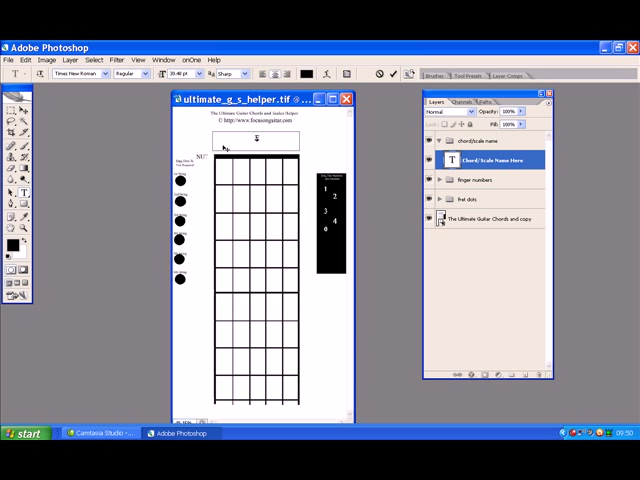 Adobe Photoshop
File Edit Image Layer Select Filter View Window onOne Help
T Times New Roman Regular T 30.48 pt aa Sharp Brushes Tool Presets Layer Comps
ultimate_g_s_helper.tif @ ...
The Ultimate Guitar Chords and Scales Helper
© http://www.focusonguitar.com
E
NUT
1
2
3
4
0
Layers Channels Paths
Normal Opacity: 100%
Lock: Fill: 100%
chord/scale name
T Chord/Scale Name Here
finger numbers
fret dots
The Ultimate Guitar Chords and copy
start Camtasia Studio - ... Adobe Photoshop 09:50